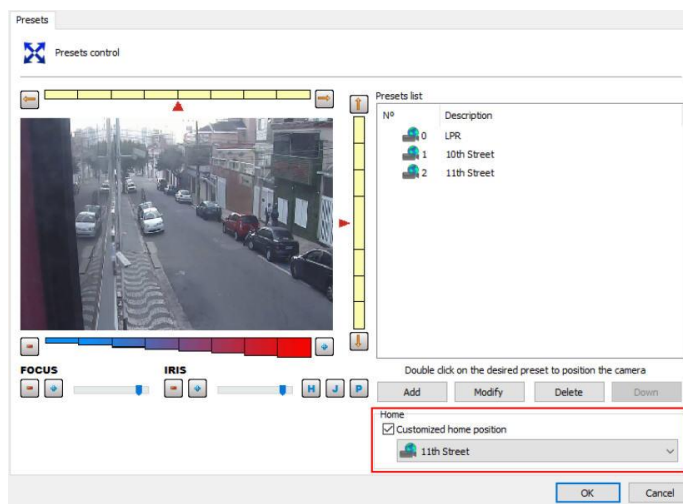 Presets
Presets control
Presets list
Nº Description
0 LPR
1 10th Street
2 11th Street
FOCUS IRIS
H J P
Double click on the desired preset to position the camera
Add Modify Delete Down
Home
Customized home position
11th Street
OK Cancel